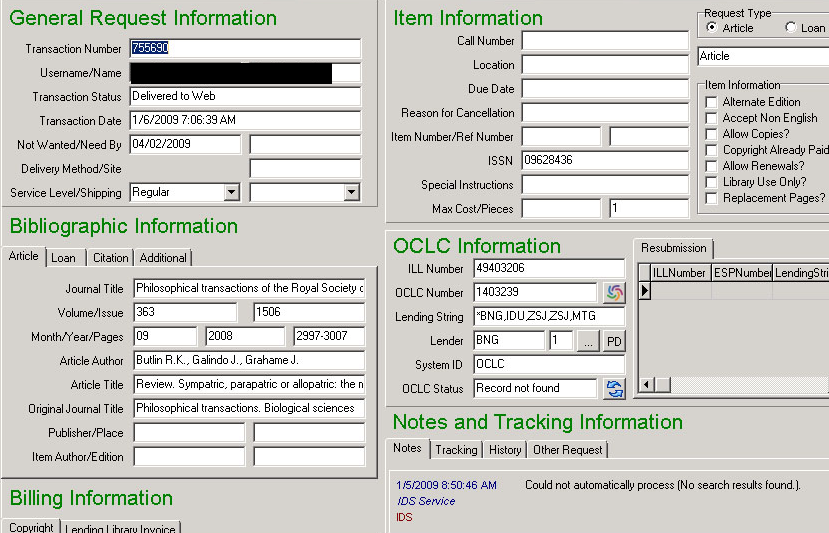 General Request Information
Transaction Number 755690
Username/Name
Transaction Status Delivered to Web
Transaction Date 1/6/2009 7:06:39 AM
Not Wanted/Need By 04/02/2009
Delivery Method/Site
Service Level/Shipping Regular
Bibliographic Information
Article Loan Citation Additional
Journal Title Philosophical transactions of the Royal Society
Volume/Issue 363 1506
Month/Year/Pages 09 2008 2997-3007
Article Author Butlin R.K., Galindo J., Grahame J.
Article Title Review. Sympatric, parapatric or allopatric: the
Original Journal Title Philosophical transactions. Biological sciences
Publisher/Place
Item Author/Edition
Billing Information
Copyright Lending Library Invoice
Item Information
Call Number
Location
Due Date
Reason for Cancellation
Item Number/Ref Number
ISSN 09628436
Special Instructions
Max Cost/Pieces 1
Request Type
Article Loan
Article
Item Information
Alternate Edition
Accept Non English
Allow Copies?
Copyright Already Paid
Allow Renewals?
Library Use Only?
Replacement Pages?
OCLC Information
ILL Number 49403206
OCLC Number 1403239
Lending String *BNG,IDU,ZSJ,ZSJ,MTG
Lender BNG 1 ... PD
System ID OCLC
OCLC Status Record not found
Resubmission
ILLNumber ESPNumber LendingStri
Notes and Tracking Information
Notes Tracking History Other Request
1/5/2009 8:50:46 AM Could not automatically process (No search results found.).
IDS Service
IDS